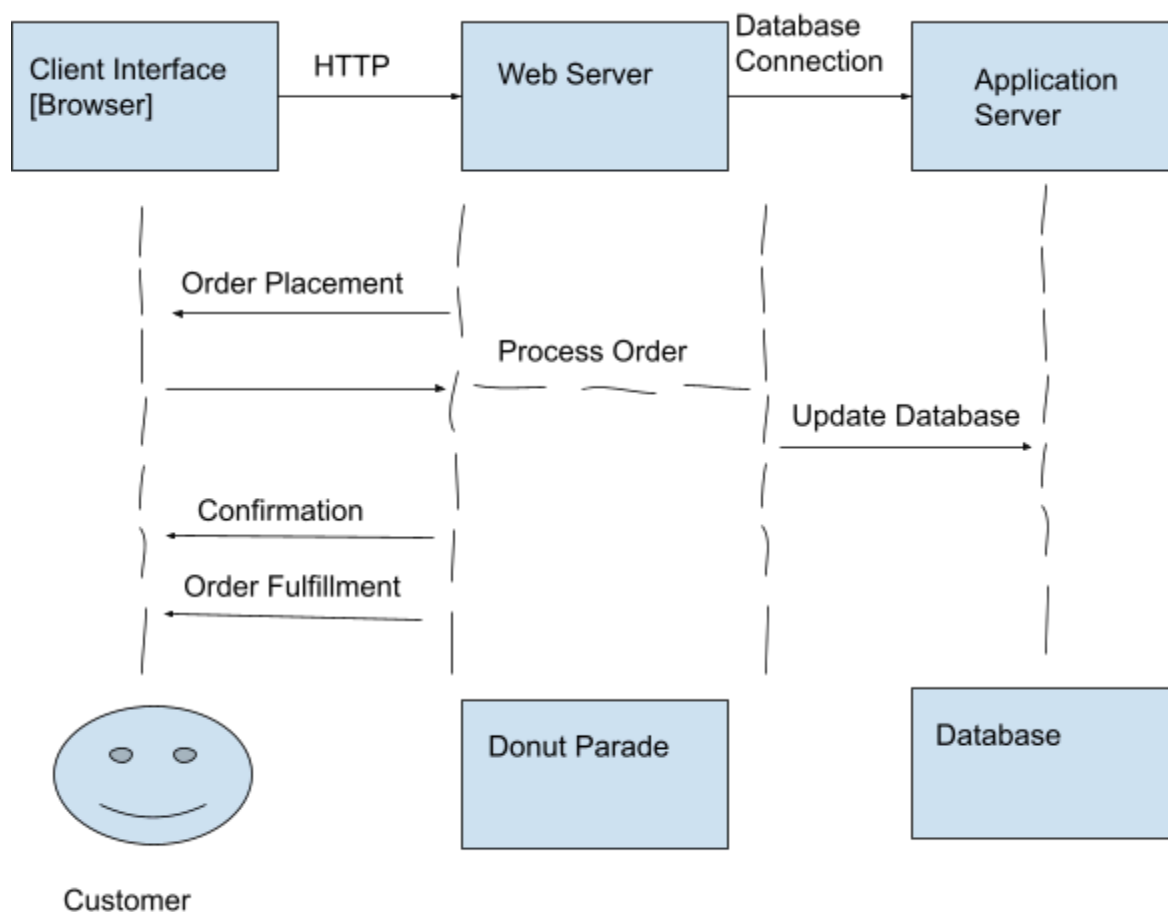 Client Interface
[Browser]
HTTP
Web Server
Database
Connection
Application
Server
Order Placement
Process Order
Update Database
Confirmation
Order Fulfillment
Donut Parade
Database
Customer